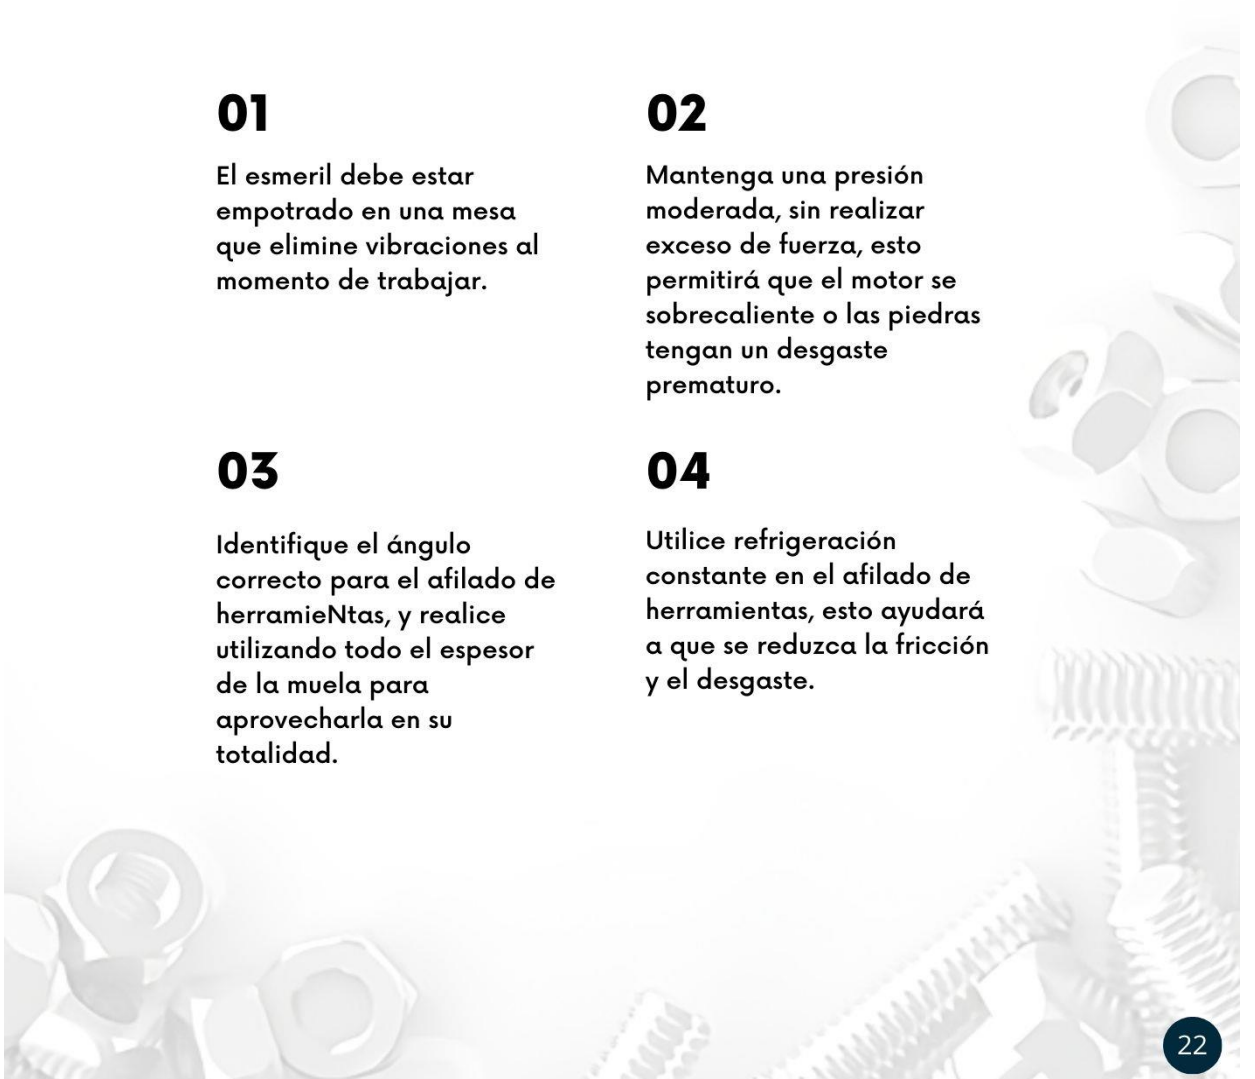 01
El esmeril debe estar
empotrado en una mesa
que elimine vibraciones al
momento de trabajar.
02
Mantenga una presión
moderada, sin realizar
exceso de fuerza, esto
permitirá que el motor se
sobrecaliente o las piedras
tengan un desgaste
prematuro.
03
Identifique el ángulo
correcto para el afilado de
herramieNtas, y realice
utilizando todo el espesor
de la muela para
aprovecharla en su
totalidad.
04
Utilice refrigeración
constante en el afilado de
herramientas, esto ayudará
a que se reduzca la fricción
y el desgaste.
22